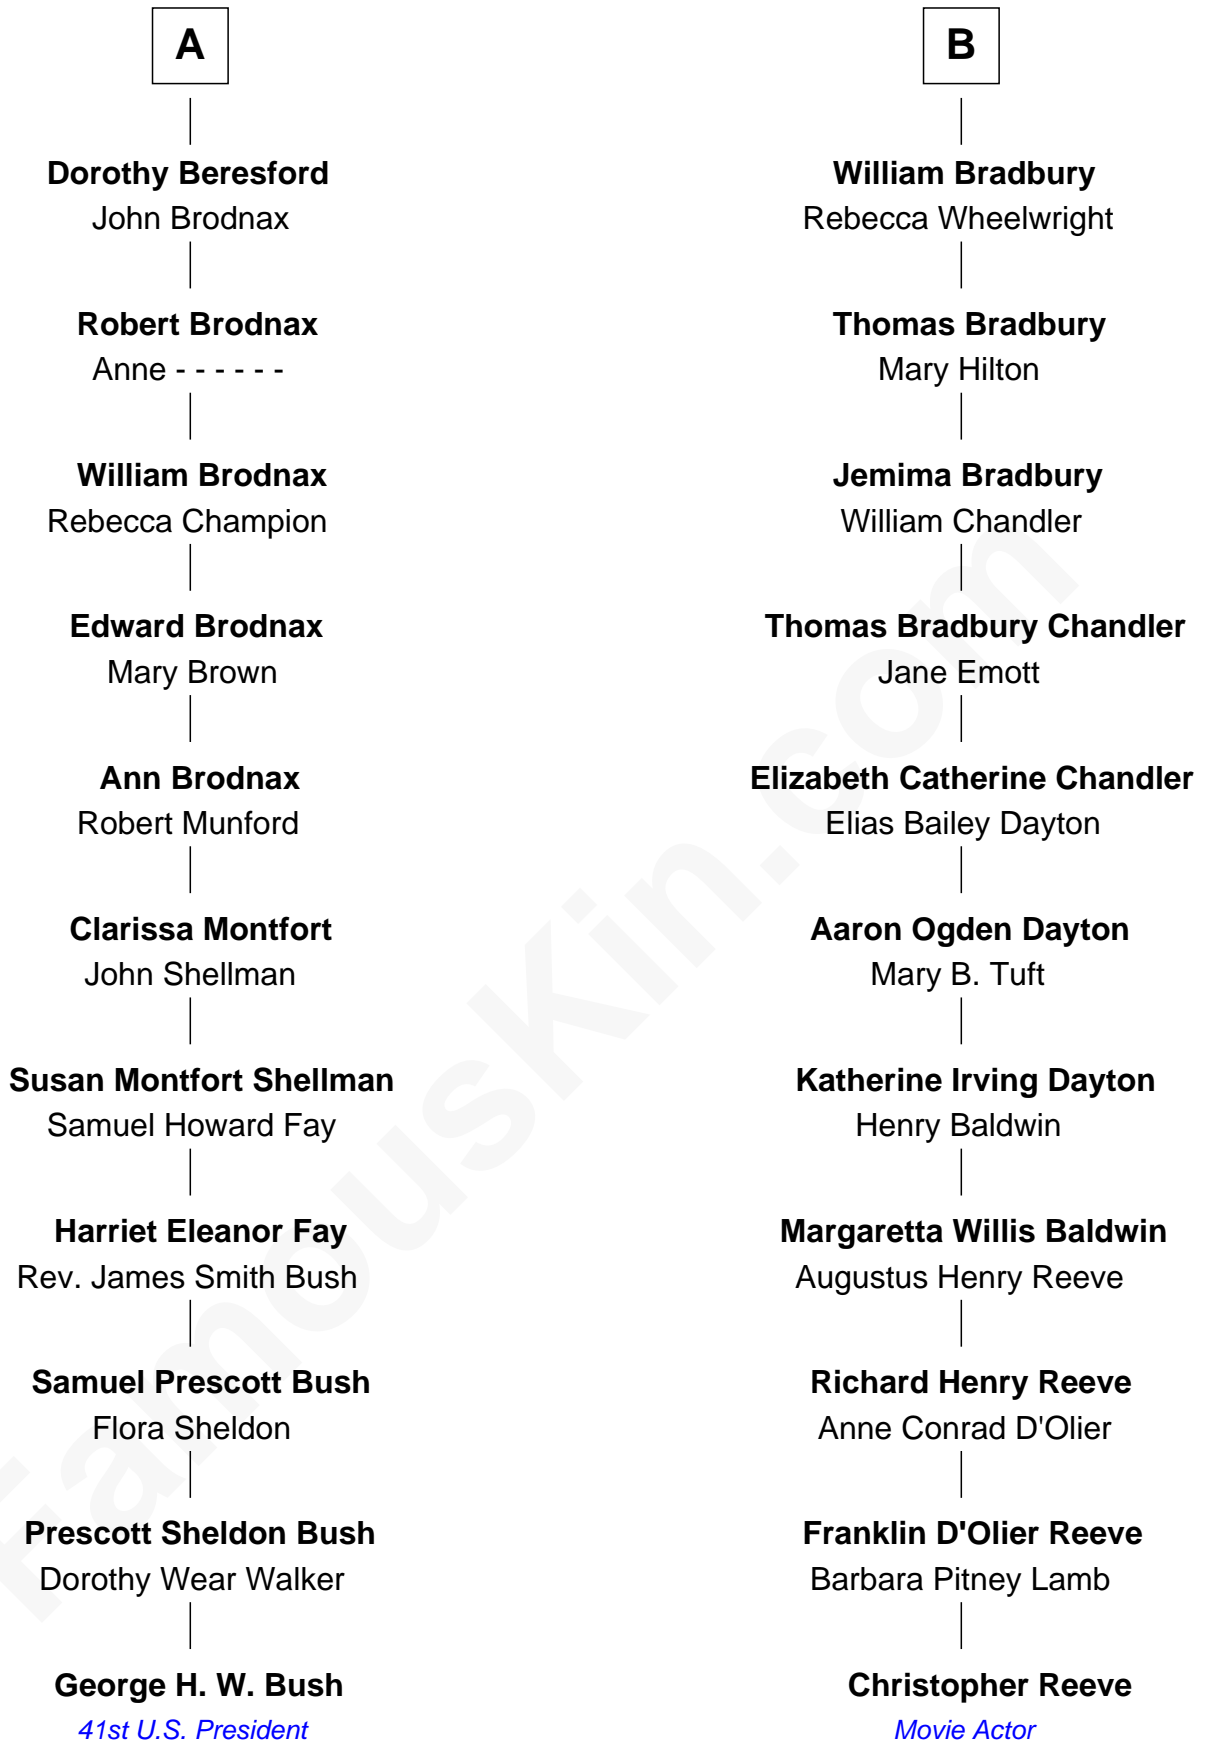 A
Dorothy Beresford
John Brodnax
Robert Brodnax
Anne - - - - - -
William Brodnax
Rebecca Champion
Edward Brodnax
Mary Brown
Ann Brodnax
Robert Munford
Clarissa Montfort
John Shellman
Susan Montfort Shellman
Samuel Howard Fay
Harriet Eleanor Fay
Rev. James Smith Bush
Samuel Prescott Bush
Flora Sheldon
Prescott Sheldon Bush
Dorothy Wear Walker
George H. W. Bush
41st U.S. President
B
William Bradbury
Rebecca Wheelwright
Thomas Bradbury
Mary Hilton
Jemima Bradbury
William Chandler
Thomas Bradbury Chandler
Jane Emott
Elizabeth Catherine Chandler
Elias Bailey Dayton
Aaron Ogden Dayton
Mary B. Tuft
Katherine Irving Dayton
Henry Baldwin
Margaretta Willis Baldwin
Augustus Henry Reeve
Richard Henry Reeve
Anne Conrad D'Olier
Franklin D'Olier Reeve
Barbara Pitney Lamb
Christopher Reeve
Movie Actor
FamousKin.com